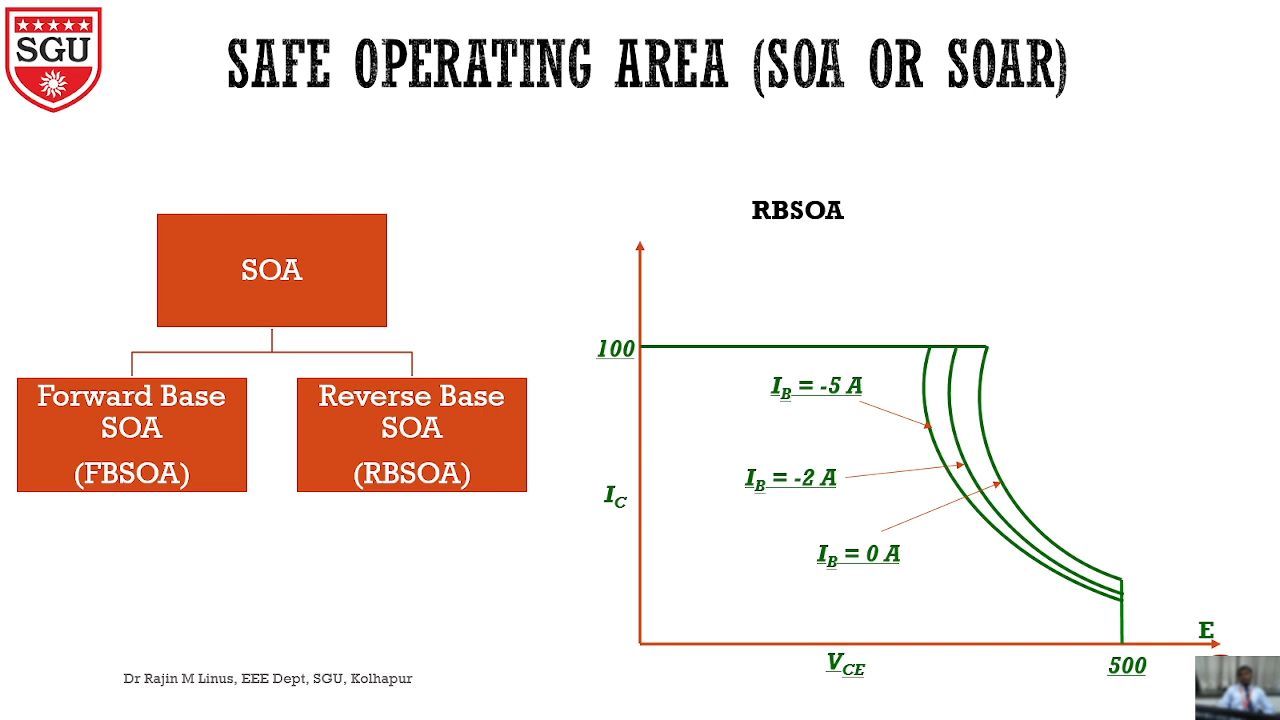 SGU
SAFE OPERATING AREA (SOA OR SOAR)
SOA
Forward Base
SOA
(FBSOA)
Reverse Base
SOA
(RBSOA)
RBSOA
100
I_B = -5 A
I_B = -2 A
I_C
I_B = 0 A
E
V_CE
500
Dr Rajin M Linus, EEE Dept, SGU, Kolhapur